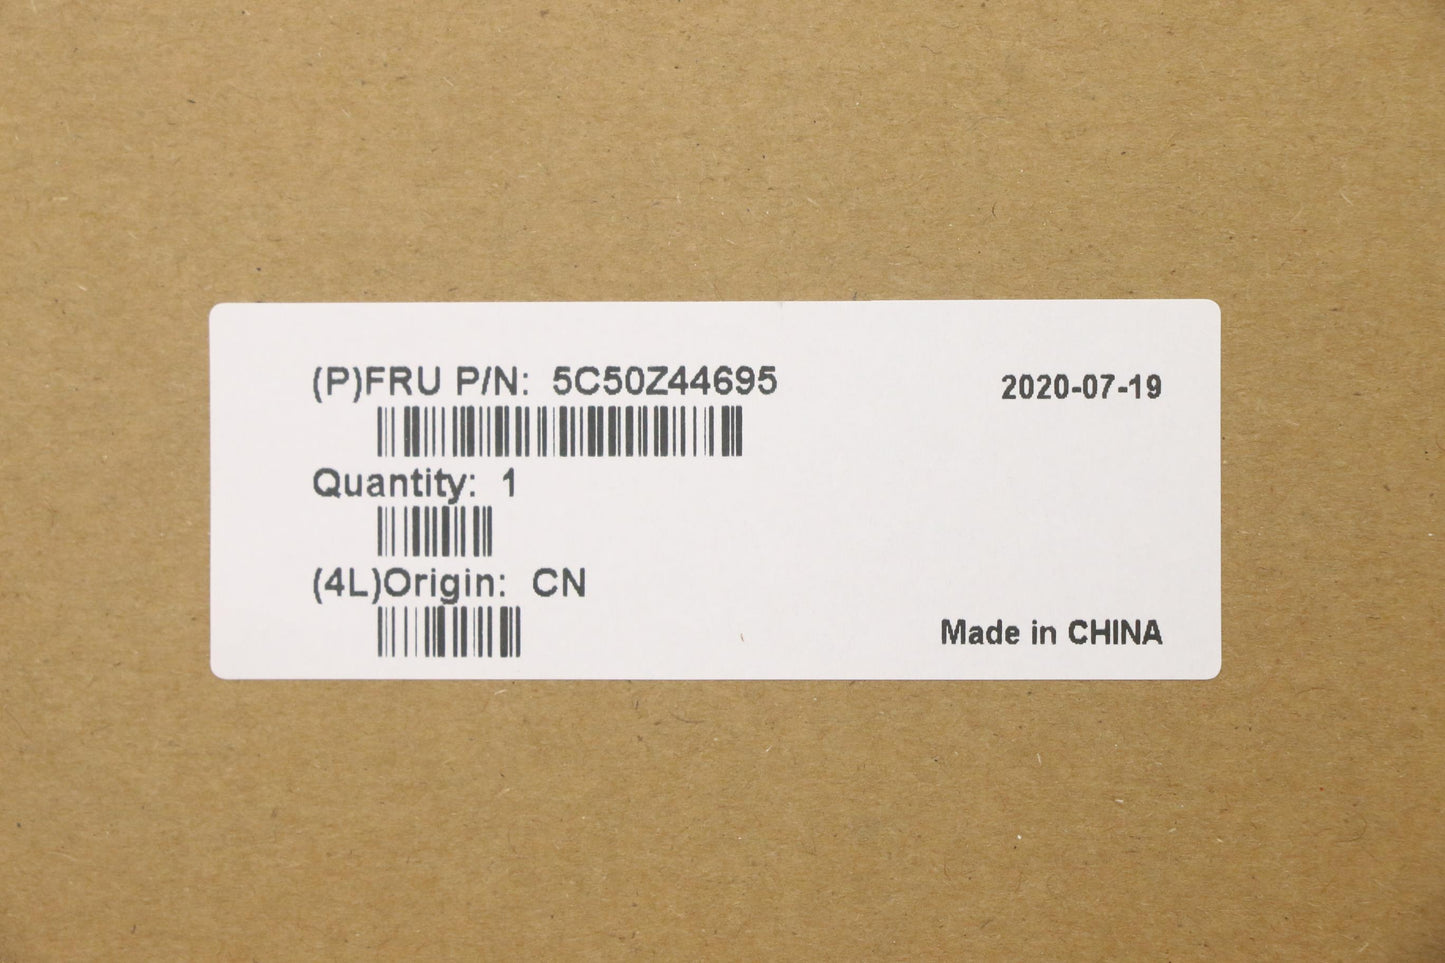 (P)FRU P/N: 5C50Z44695
2020-07-19
Quantity: 1
(4L)Origin: CN
Made in CHINA